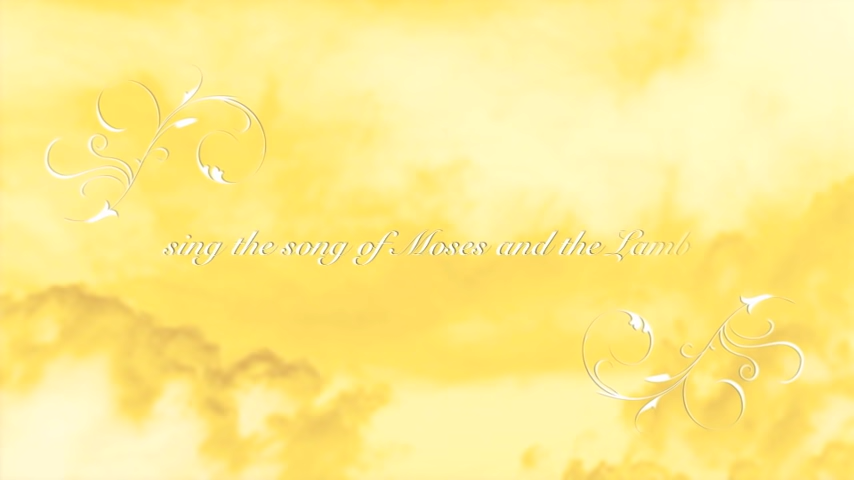 sing the song of Moses and the Lamb